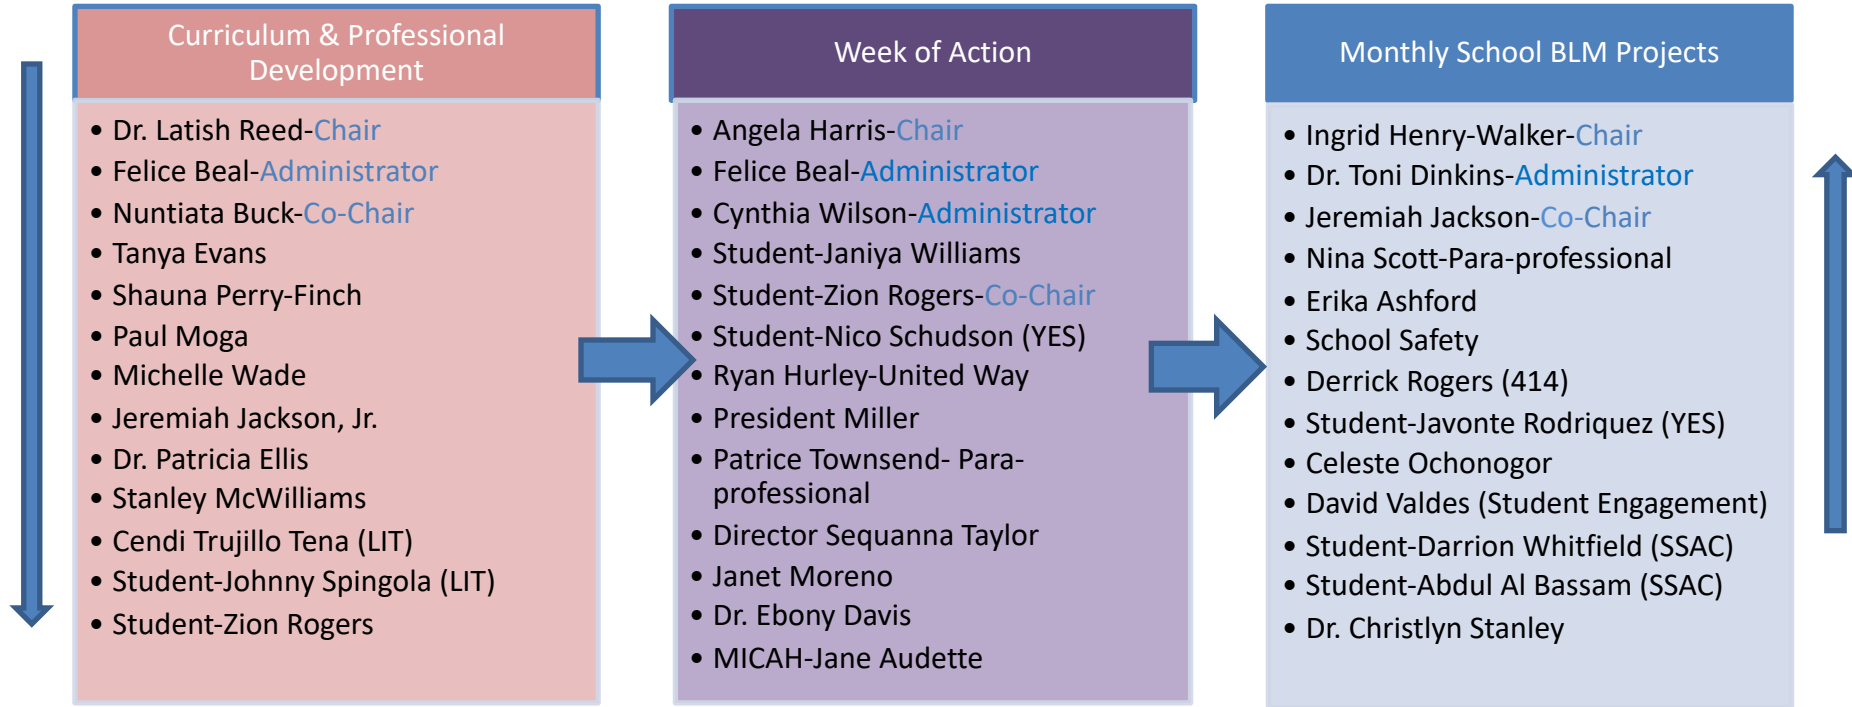 Curriculum & Professional
Development
• Dr. Latish Reed-Chair
• Felice Beal-Administrator
• Nuntiata Buck-Co-Chair
• Tanya Evans
• Shauna Perry-Finch
• Paul Moga
• Michelle Wade
• Jeremiah Jackson, Jr.
• Dr. Patricia Ellis
• Stanley McWilliams
• Cendi Trujillo Tena (LIT)
• Student-Johnny Spingola (LIT)
• Student-Zion Rogers
Week of Action
• Angela Harris-Chair
• Felice Beal-Administrator
• Cynthia Wilson-Administrator
• Student-Janiya Williams
• Student-Zion Rogers-Co-Chair
• Student-Nico Schudson (YES)
• Ryan Hurley-United Way
• President Miller
• Patrice Townsend- Para-
professional
• Director Sequanna Taylor
• Janet Moreno
• Dr. Ebony Davis
• MICAH-Jane Audette
Monthly School BLM Projects
• Ingrid Henry-Walker-Chair
• Dr. Toni Dinkins-Administrator
• Jeremiah Jackson-Co-Chair
• Nina Scott-Para-professional
• Erika Ashford
• School Safety
• Derrick Rogers (414)
• Student-Javonte Rodriquez (YES)
• Celeste Ochonogor
• David Valdes (Student Engagement)
• Student-Darrion Whitfield (SSAC)
• Student-Abdul Al Bassam (SSAC)
• Dr. Christlyn Stanley